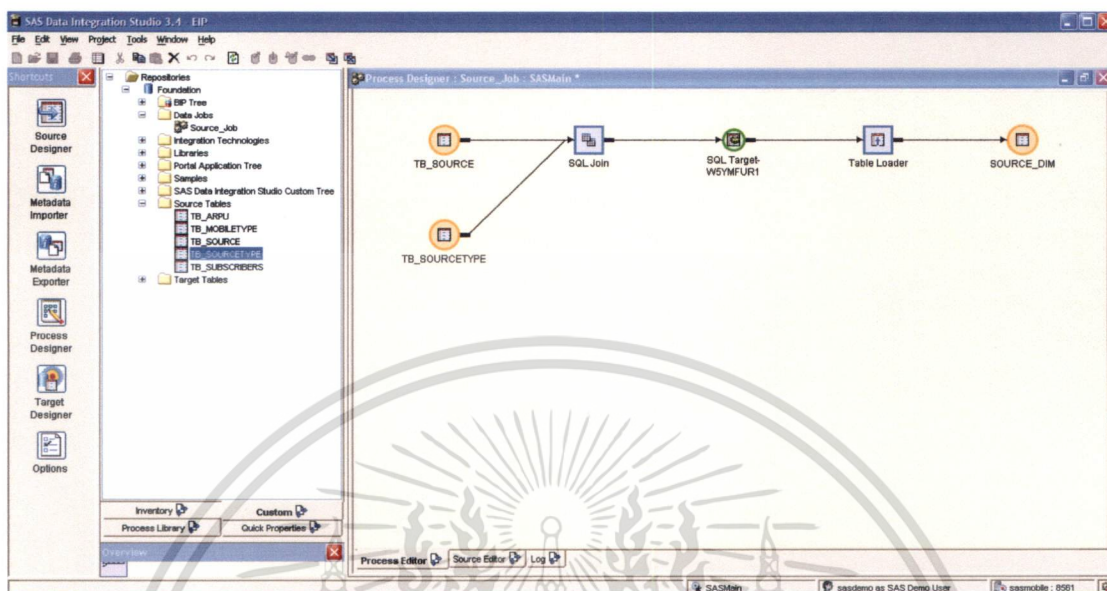 SAS Data Integration Studio 3.4 - EIP
File Edit View Project Tools Window Help
Shortcuts
Source Designer
Metadata Importer
Metadata Exporter
Process Designer
Target Designer
Options
Repositories
Foundation
BIP Tree
Data Jobs
Source_Job
Integration Technologies
Libraries
Portal Application Tree
Samples
SAS Data Integration Studio Custom Tree
Source Tables
TB_ARPU
TB_MOBILETYPE
TB_SOURCE
TB_SOURCETYPE
TB_SUBSCRIBERS
Target Tables
Inventory
Custom
Process Library
Quick Properties
Overview
Process Designer : Source_Job : SASMain *
TB_SOURCE
SQL Join
SQL Target-
W5YMFUR1
Table Loader
SOURCE_DIM
TB_SOURCETYPE
Process Editor
Source Editor
Log
SASMain
sasdemo as SAS Demo User
sasmobile : 8561